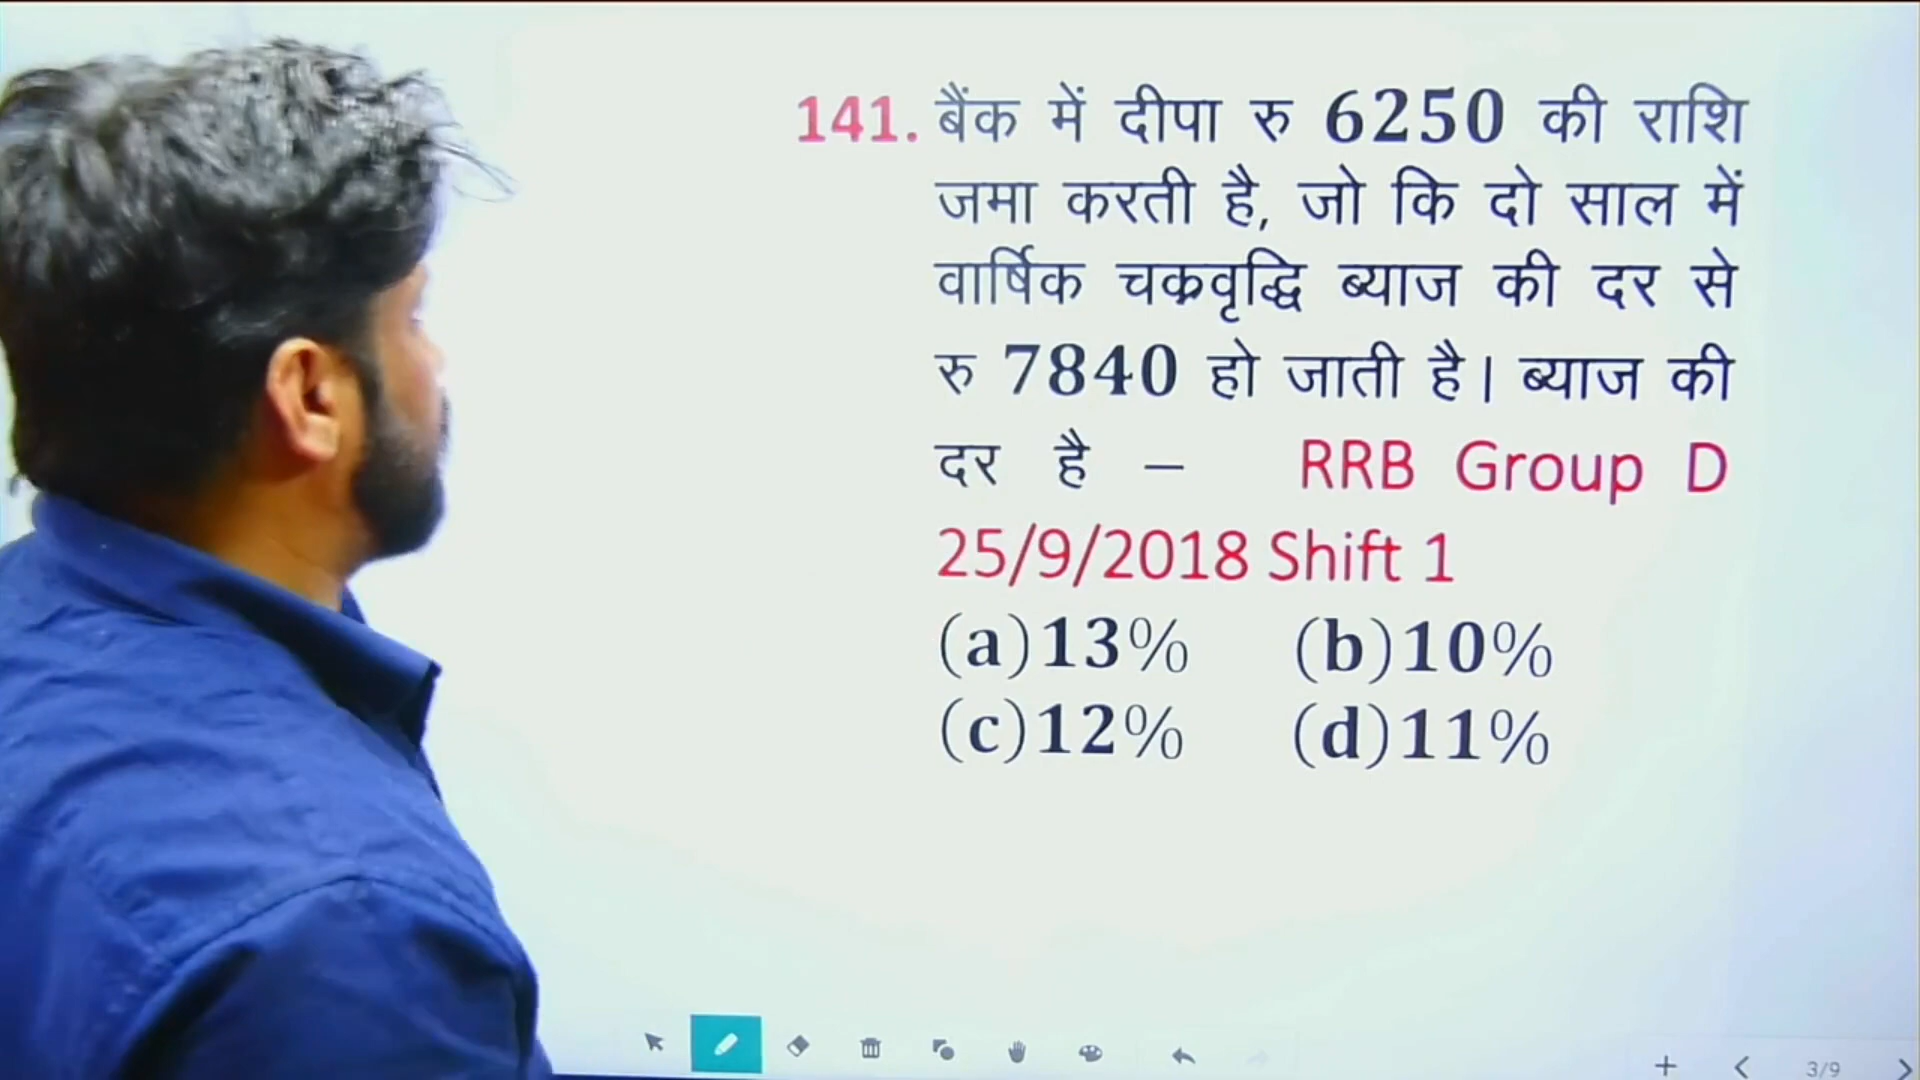 141. बैंक में दीपा रु 6250 की राशि
जमा करती है, जो कि दो साल में
वार्षिक चक्रवृद्धि ब्याज की दर से
रु 7840 हो जाती है। ब्याज की
दर है – RRB Group D
25/9/2018 Shift 1
(a)13% (b)10%
(c)12% (d)11%
3/9